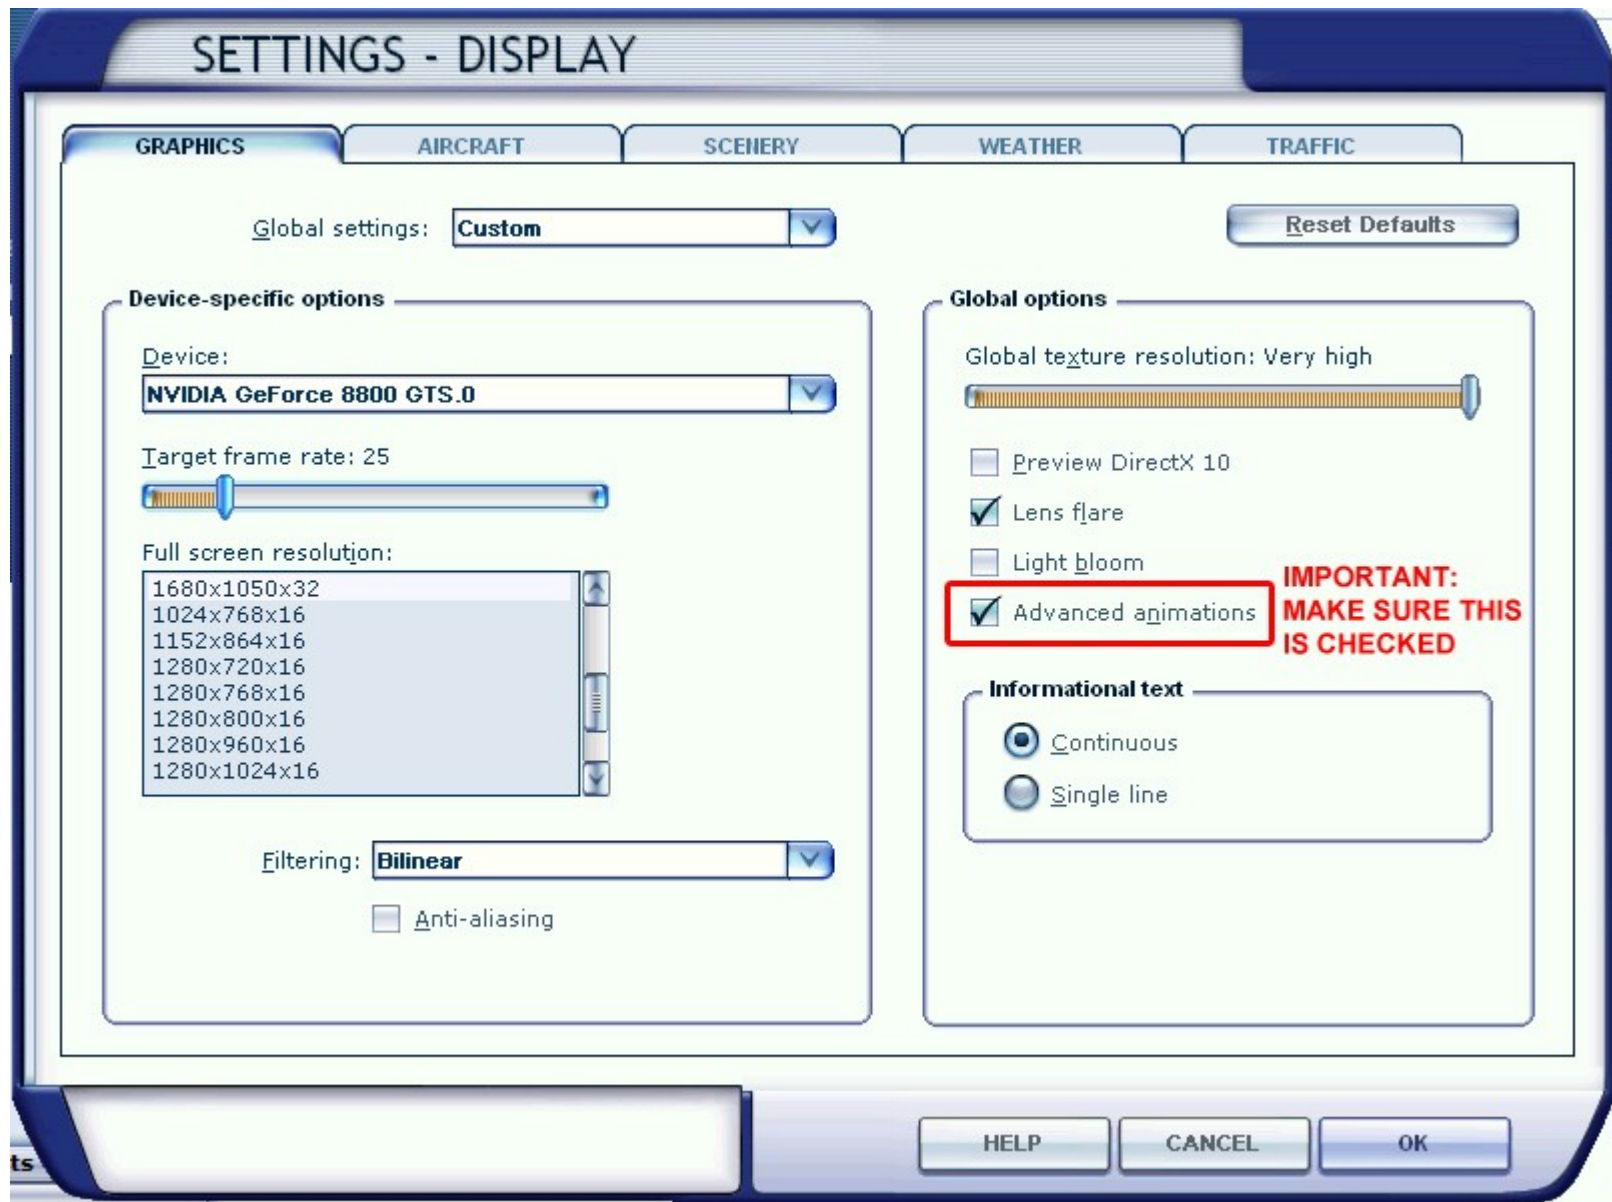 SETTINGS - DISPLAY
GRAPHICS AIRCRAFT SCENERY WEATHER TRAFFIC
Global settings: Custom Reset Defaults
Device-specific options
Device:
NVIDIA GeForce 8800 GTS.0
Target frame rate: 25
Full screen resolution:
1680x1050x32
1024x768x16
1152x864x16
1280x720x16
1280x768x16
1280x800x16
1280x960x16
1280x1024x16
Filtering: Bilinear
Anti-aliasing
Global options
Global texture resolution: Very high
Preview DirectX 10
Lens flare
Light bloom
Advanced animations
IMPORTANT:
MAKE SURE THIS
IS CHECKED
Informational text
Continuous
Single line
HELP CANCEL OK
ts